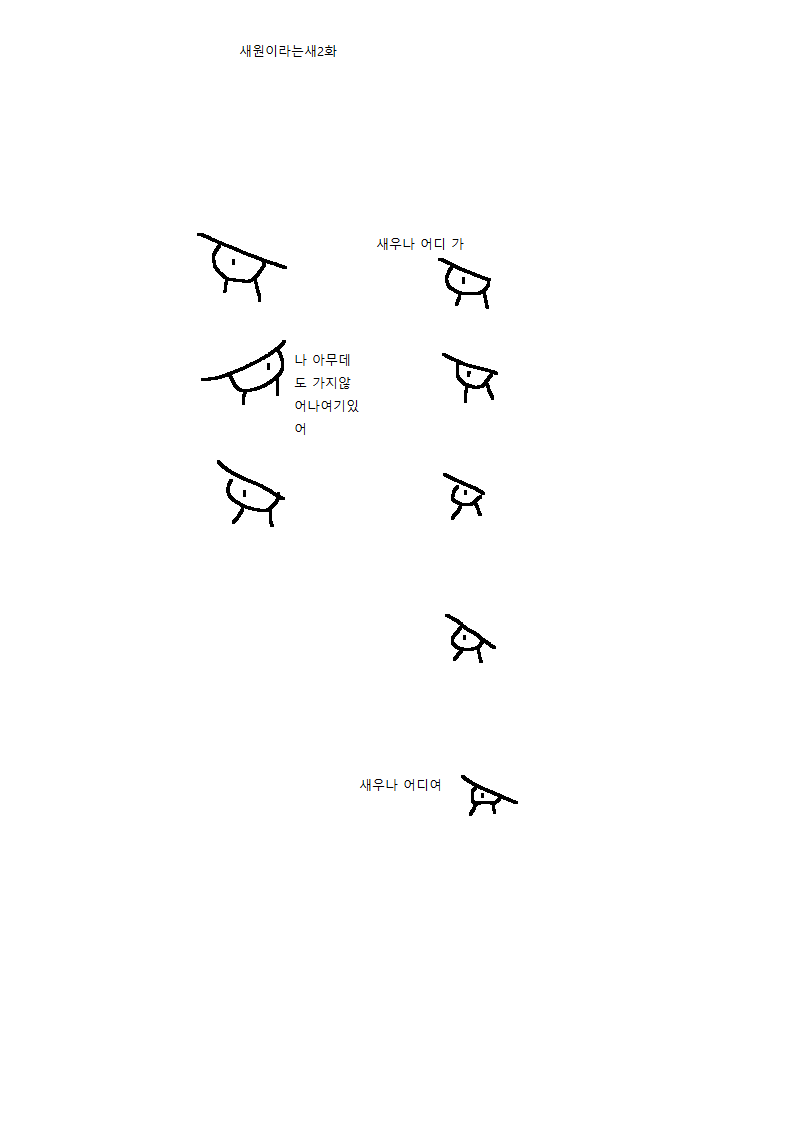 새원이라는새2화
새우나 어디 가
나 아무데
도 가지않
어나여기있
어
새우나 어디여